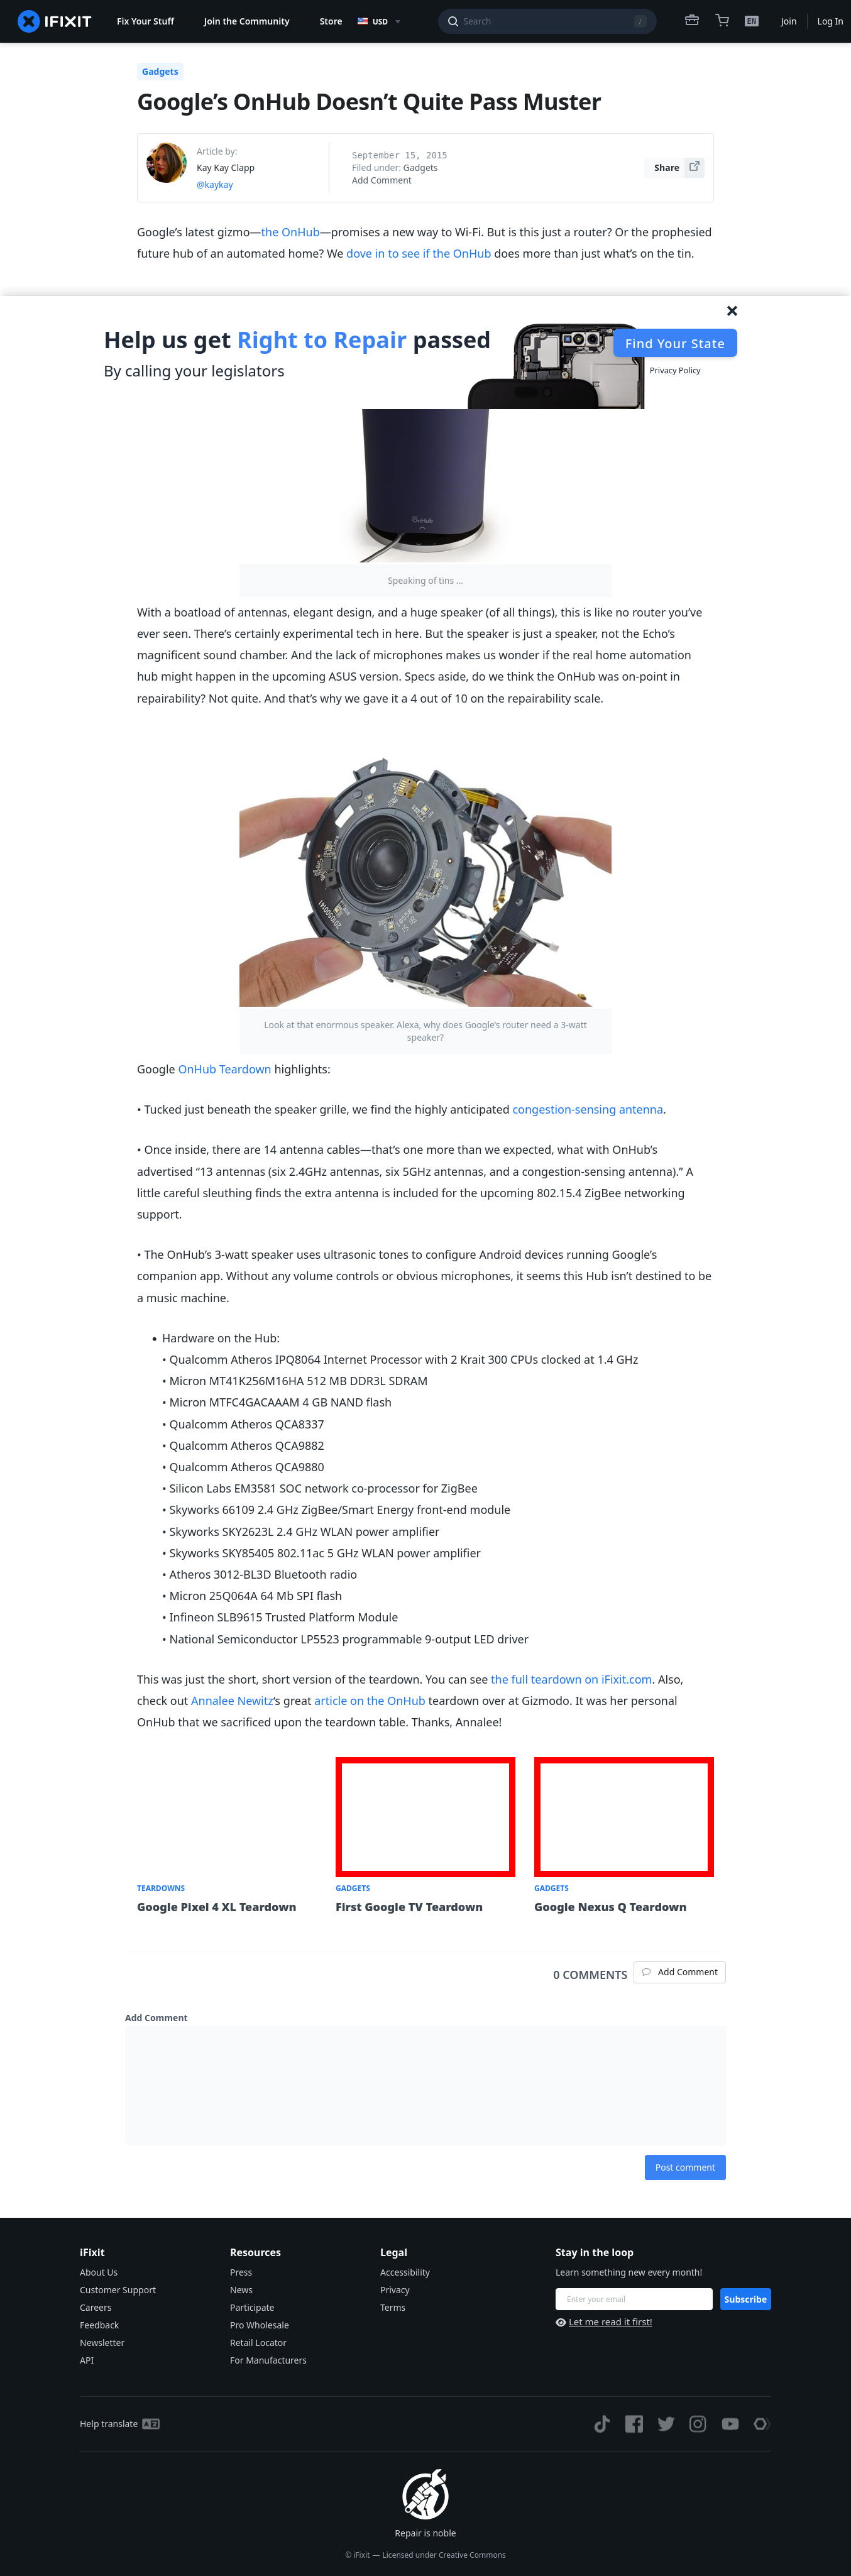 IFIXIT
Fix Your Stuff
Join the Community
Store
USD
Search
/
EN
Join
Log In
Gadgets
Google’s OnHub Doesn’t Quite Pass Muster
Article by:
Kay Kay Clapp
@kaykay
September 15, 2015
Filed under: Gadgets
Add Comment
Share
Google’s latest gizmo—the OnHub—promises a new way to Wi-Fi. But is this just a router? Or the prophesied
future hub of an automated home? We dove in to see if the OnHub does more than just what’s on the tin.
Help us get Right to Repair passed
By calling your legislators
Find Your State
Privacy Policy
OnHub
Speaking of tins …
With a boatload of antennas, elegant design, and a huge speaker (of all things), this is like no router you’ve
ever seen. There’s certainly experimental tech in here. But the speaker is just a speaker, not the Echo’s
magnificent sound chamber. And the lack of microphones makes us wonder if the real home automation
hub might happen in the upcoming ASUS version. Specs aside, do we think the OnHub was on-point in
repairability? Not quite. And that’s why we gave it a 4 out of 10 on the repairability scale.
Look at that enormous speaker. Alexa, why does Google’s router need a 3-watt
speaker?
Google OnHub Teardown highlights:
• Tucked just beneath the speaker grille, we find the highly anticipated congestion-sensing antenna.
• Once inside, there are 14 antenna cables—that’s one more than we expected, what with OnHub’s
advertised “13 antennas (six 2.4GHz antennas, six 5GHz antennas, and a congestion-sensing antenna).” A
little careful sleuthing finds the extra antenna is included for the upcoming 802.15.4 ZigBee networking
support.
• The OnHub’s 3-watt speaker uses ultrasonic tones to configure Android devices running Google’s
companion app. Without any volume controls or obvious microphones, it seems this Hub isn’t destined to be
a music machine.
• Hardware on the Hub:
• Qualcomm Atheros IPQ8064 Internet Processor with 2 Krait 300 CPUs clocked at 1.4 GHz
• Micron MT41K256M16HA 512 MB DDR3L SDRAM
• Micron MTFC4GACAAAM 4 GB NAND flash
• Qualcomm Atheros QCA8337
• Qualcomm Atheros QCA9882
• Qualcomm Atheros QCA9880
• Silicon Labs EM3581 SOC network co-processor for ZigBee
• Skyworks 66109 2.4 GHz ZigBee/Smart Energy front-end module
• Skyworks SKY2623L 2.4 GHz WLAN power amplifier
• Skyworks SKY85405 802.11ac 5 GHz WLAN power amplifier
• Atheros 3012-BL3D Bluetooth radio
• Micron 25Q064A 64 Mb SPI flash
• Infineon SLB9615 Trusted Platform Module
• National Semiconductor LP5523 programmable 9-output LED driver
This was just the short, short version of the teardown. You can see the full teardown on iFixit.com. Also,
check out Annalee Newitz’s great article on the OnHub teardown over at Gizmodo. It was her personal
OnHub that we sacrificed upon the teardown table. Thanks, Annalee!
TEARDOWNS
Google Pixel 4 XL Teardown
GADGETS
First Google TV Teardown
GADGETS
Google Nexus Q Teardown
0 COMMENTS
Add Comment
Add Comment
Post comment
iFixit
About Us
Customer Support
Careers
Feedback
Newsletter
API
Resources
Press
News
Participate
Pro Wholesale
Retail Locator
For Manufacturers
Legal
Accessibility
Privacy
Terms
Stay in the loop
Learn something new every month!
Enter your email
Subscribe
Let me read it first!
Help translate
Repair is noble
© iFixit — Licensed under Creative Commons